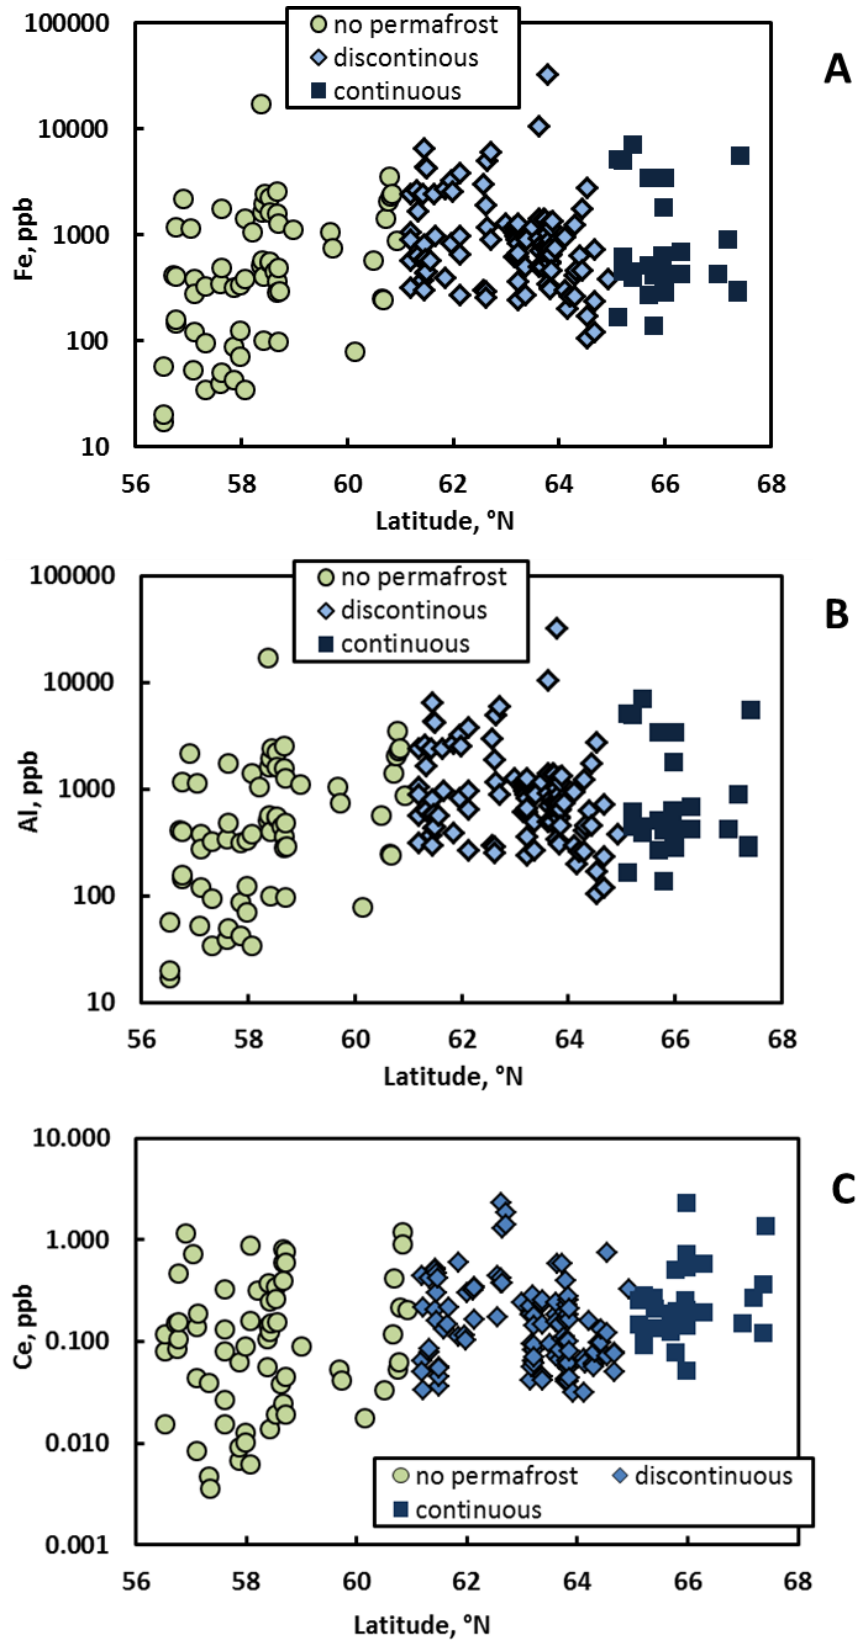 100000
no permafrost
discontinous
continuous
A
10000
1000
100
10
Fe, ppb
56 58 60 62 64 66 68
Latitude, °N
100000
no permafrost
discontinous
continuous
B
10000
1000
100
10
Al, ppb
56 58 60 62 64 66 68
Latitude, °N
10.000
C
1.000
0.100
0.010
0.001
Ce, ppb
no permafrost discontinuous
continuous
56 58 60 62 64 66 68
Latitude, °N